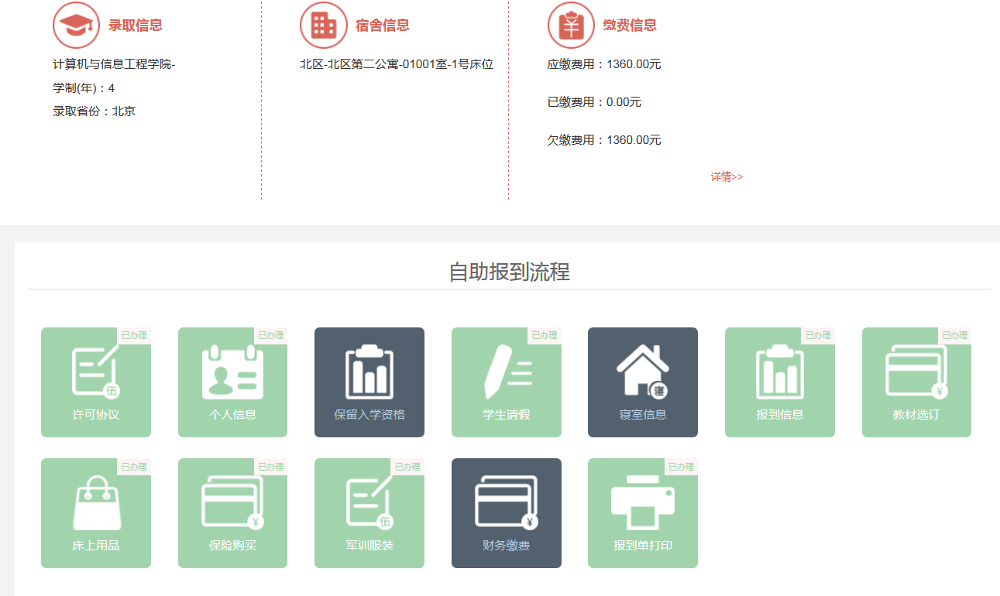 录取信息
计算机与信息工程学院-
学制(年)：4
录取省份：北京
宿舍信息
北区-北区第二公寓-01001室-1号床位
缴费信息
应缴费用：1360.00元
已缴费用：0.00元
欠缴费用：1360.00元
详情>>
自助报到流程
已办理
伍
许可协议
已办理
个人信息
保留入学资格
已办理
学生请假
寝
寝室信息
已办理
报到信息
已办理
¥
教材选订
已办理
床上用品
已办理
¥
保险购买
已办理
伍
军训服装
¥
财务缴费
已办理
报到单打印